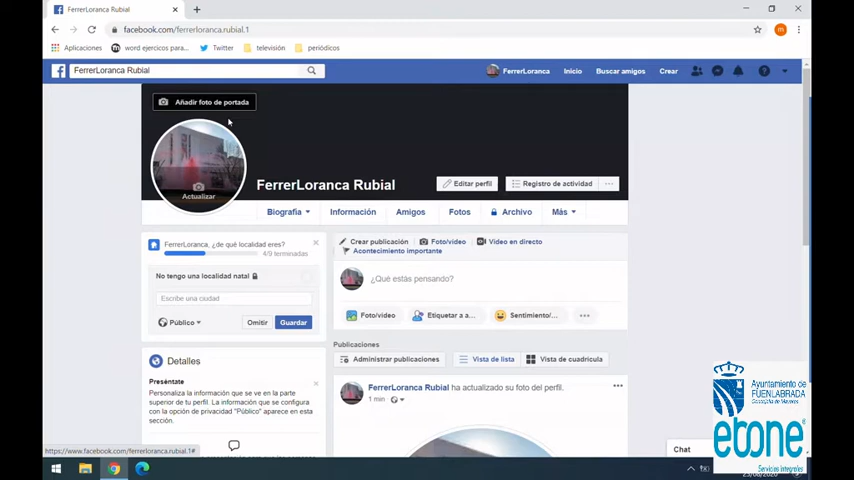 FerrerLoranca Rubial
facebook.com/ferrerloranca.rubial.1
Aplicaciones word ejercicios para... Twitter televisión periódicos
FerrerLoranca Rubial FerrerLoranca Inicio Buscar amigos Crear
Añadir foto de portada
Actualizar
FerrerLoranca Rubial Editar perfil Registro de actividad
Biografía Información Amigos Fotos Archivo Más
FerrerLoranca, ¿de qué localidad eres?
4/9 terminadas
No tengo una localidad natal
Escribe una ciudad
Público Omitir Guardar
Detalles
Preséntate
Personaliza la información que se ve en la parte
superior de tu perfil. La información que se configura
con la opción de privacidad "Público" aparece en esta
sección.
Crear publicación Foto/video Video en directo
Acontecimiento importante
¿Qué estás pensando?
Foto/video Etiquetar a a... Sentimiento/...
Publicaciones
Administrar publicaciones Vista de lista Vista de cuadrícula
FerrerLoranca Rubial ha actualizado su foto del perfil.
1 min
https://www.facebook.com/ferrerloranca.rubial.1#
Chat
Ayuntamiento de
FUENLABRADA
etone
Servicios Integrales